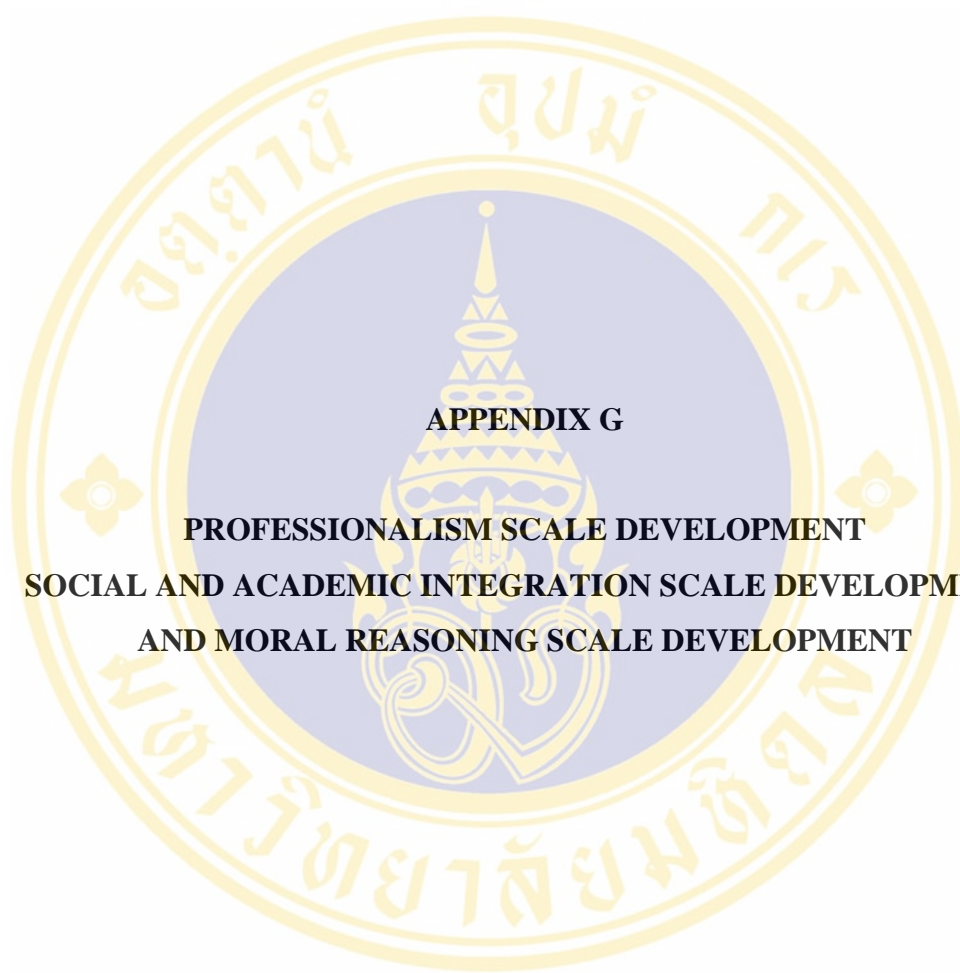 อตฺตานํ อุปมํ กเร
APPENDIX G
PROFESSIONALISM SCALE DEVELOPMENT
SOCIAL AND ACADEMIC INTEGRATION SCALE DEVELOPM
AND MORAL REASONING SCALE DEVELOPMENT
มหาวิทยาลัยมหิดล